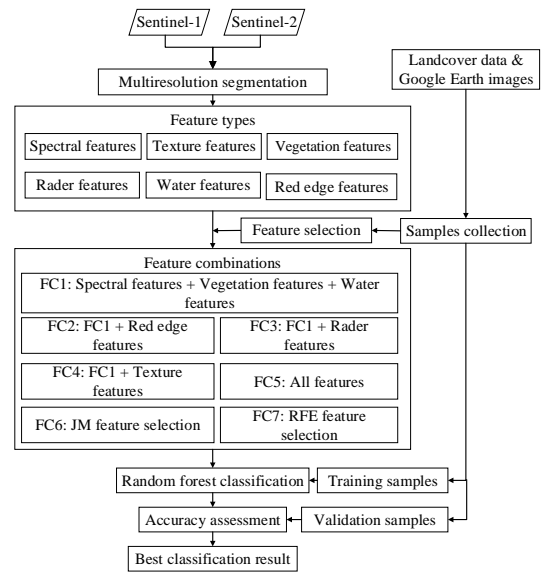 Sentinel-1
Sentinel-2
Landcover data &
Google Earth images
Multiresolution segmentation
Feature types
Spectral features
Texture features
Vegetation features
Rader features
Water features
Red edge features
Feature selection
Samples collection
Feature combinations
FC1: Spectral features + Vegetation features + Water
features
FC2: FC1 + Red edge
features
FC3: FC1 + Rader
features
FC4: FC1 + Texture
features
FC5: All features
FC6: JM feature selection
FC7: RFE feature
selection
Random forest classification
Training samples
Accuracy assessment
Validation samples
Best classification result